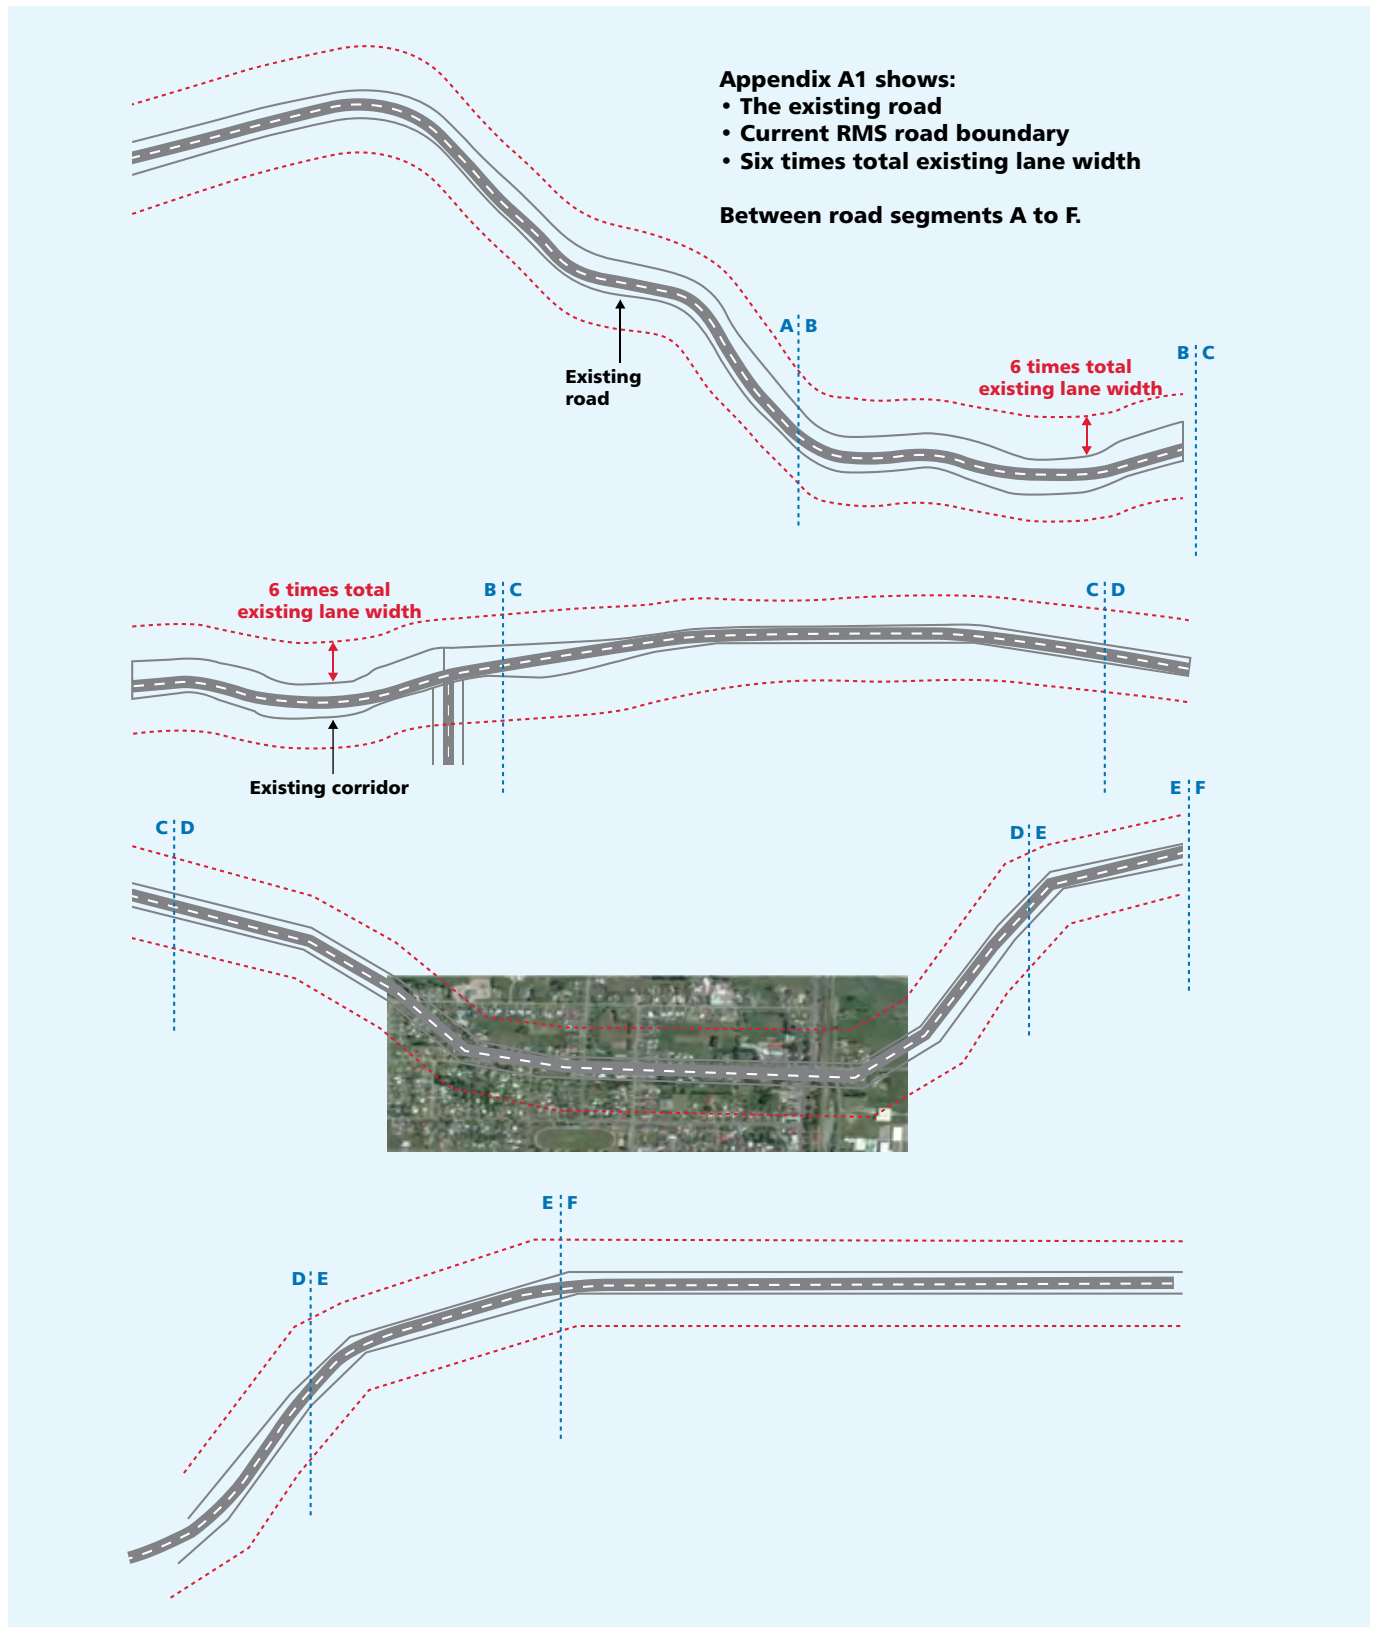 Appendix A1 shows:
• The existing road
• Current RMS road boundary
• Six times total existing lane width
Between road segments A to F.
A B
B C
6 times total
existing lane width
Existing
road
6 times total
existing lane width
B C
C D
Existing corridor
E F
C D
D E
E F
D E